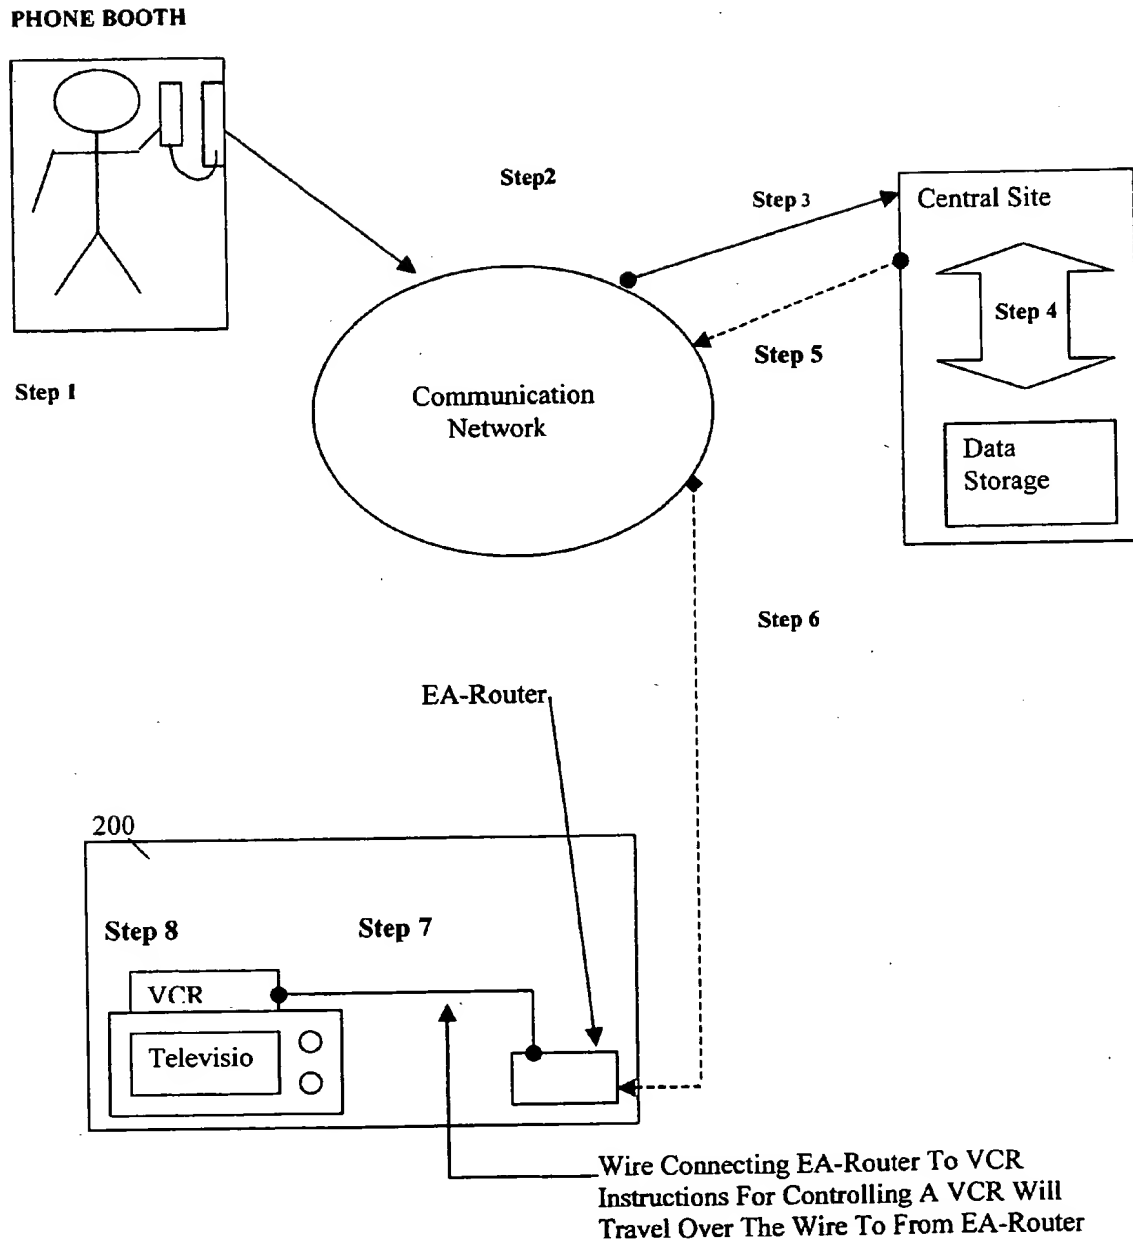 PHONE BOOTH
Step2
Step 3
Central Site
Step 4
Step 5
Step 1
Communication
Network
Data
Storage
Step 6
EA-Router
200
Step 8
Step 7
VCR
Televisio
Wire Connecting EA-Router To VCR
Instructions For Controlling A VCR Will
Travel Over The Wire To From EA-Router